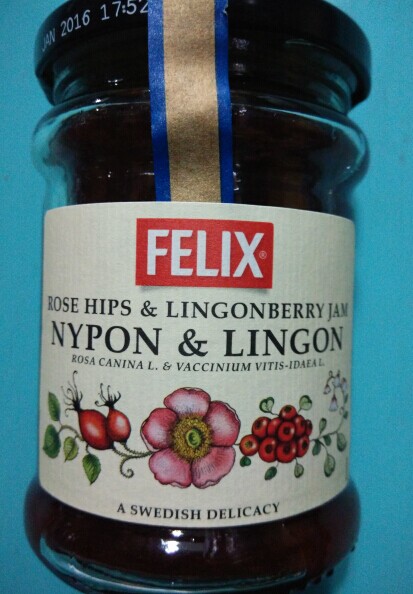 JAN 2016 17:52
FELIX®
ROSE HIPS & LINGONBERRY JAM
NYPON & LINGON
ROSA CANINA L. & VACCINIUM VITIS-IDAEA L.
A SWEDISH DELICACY